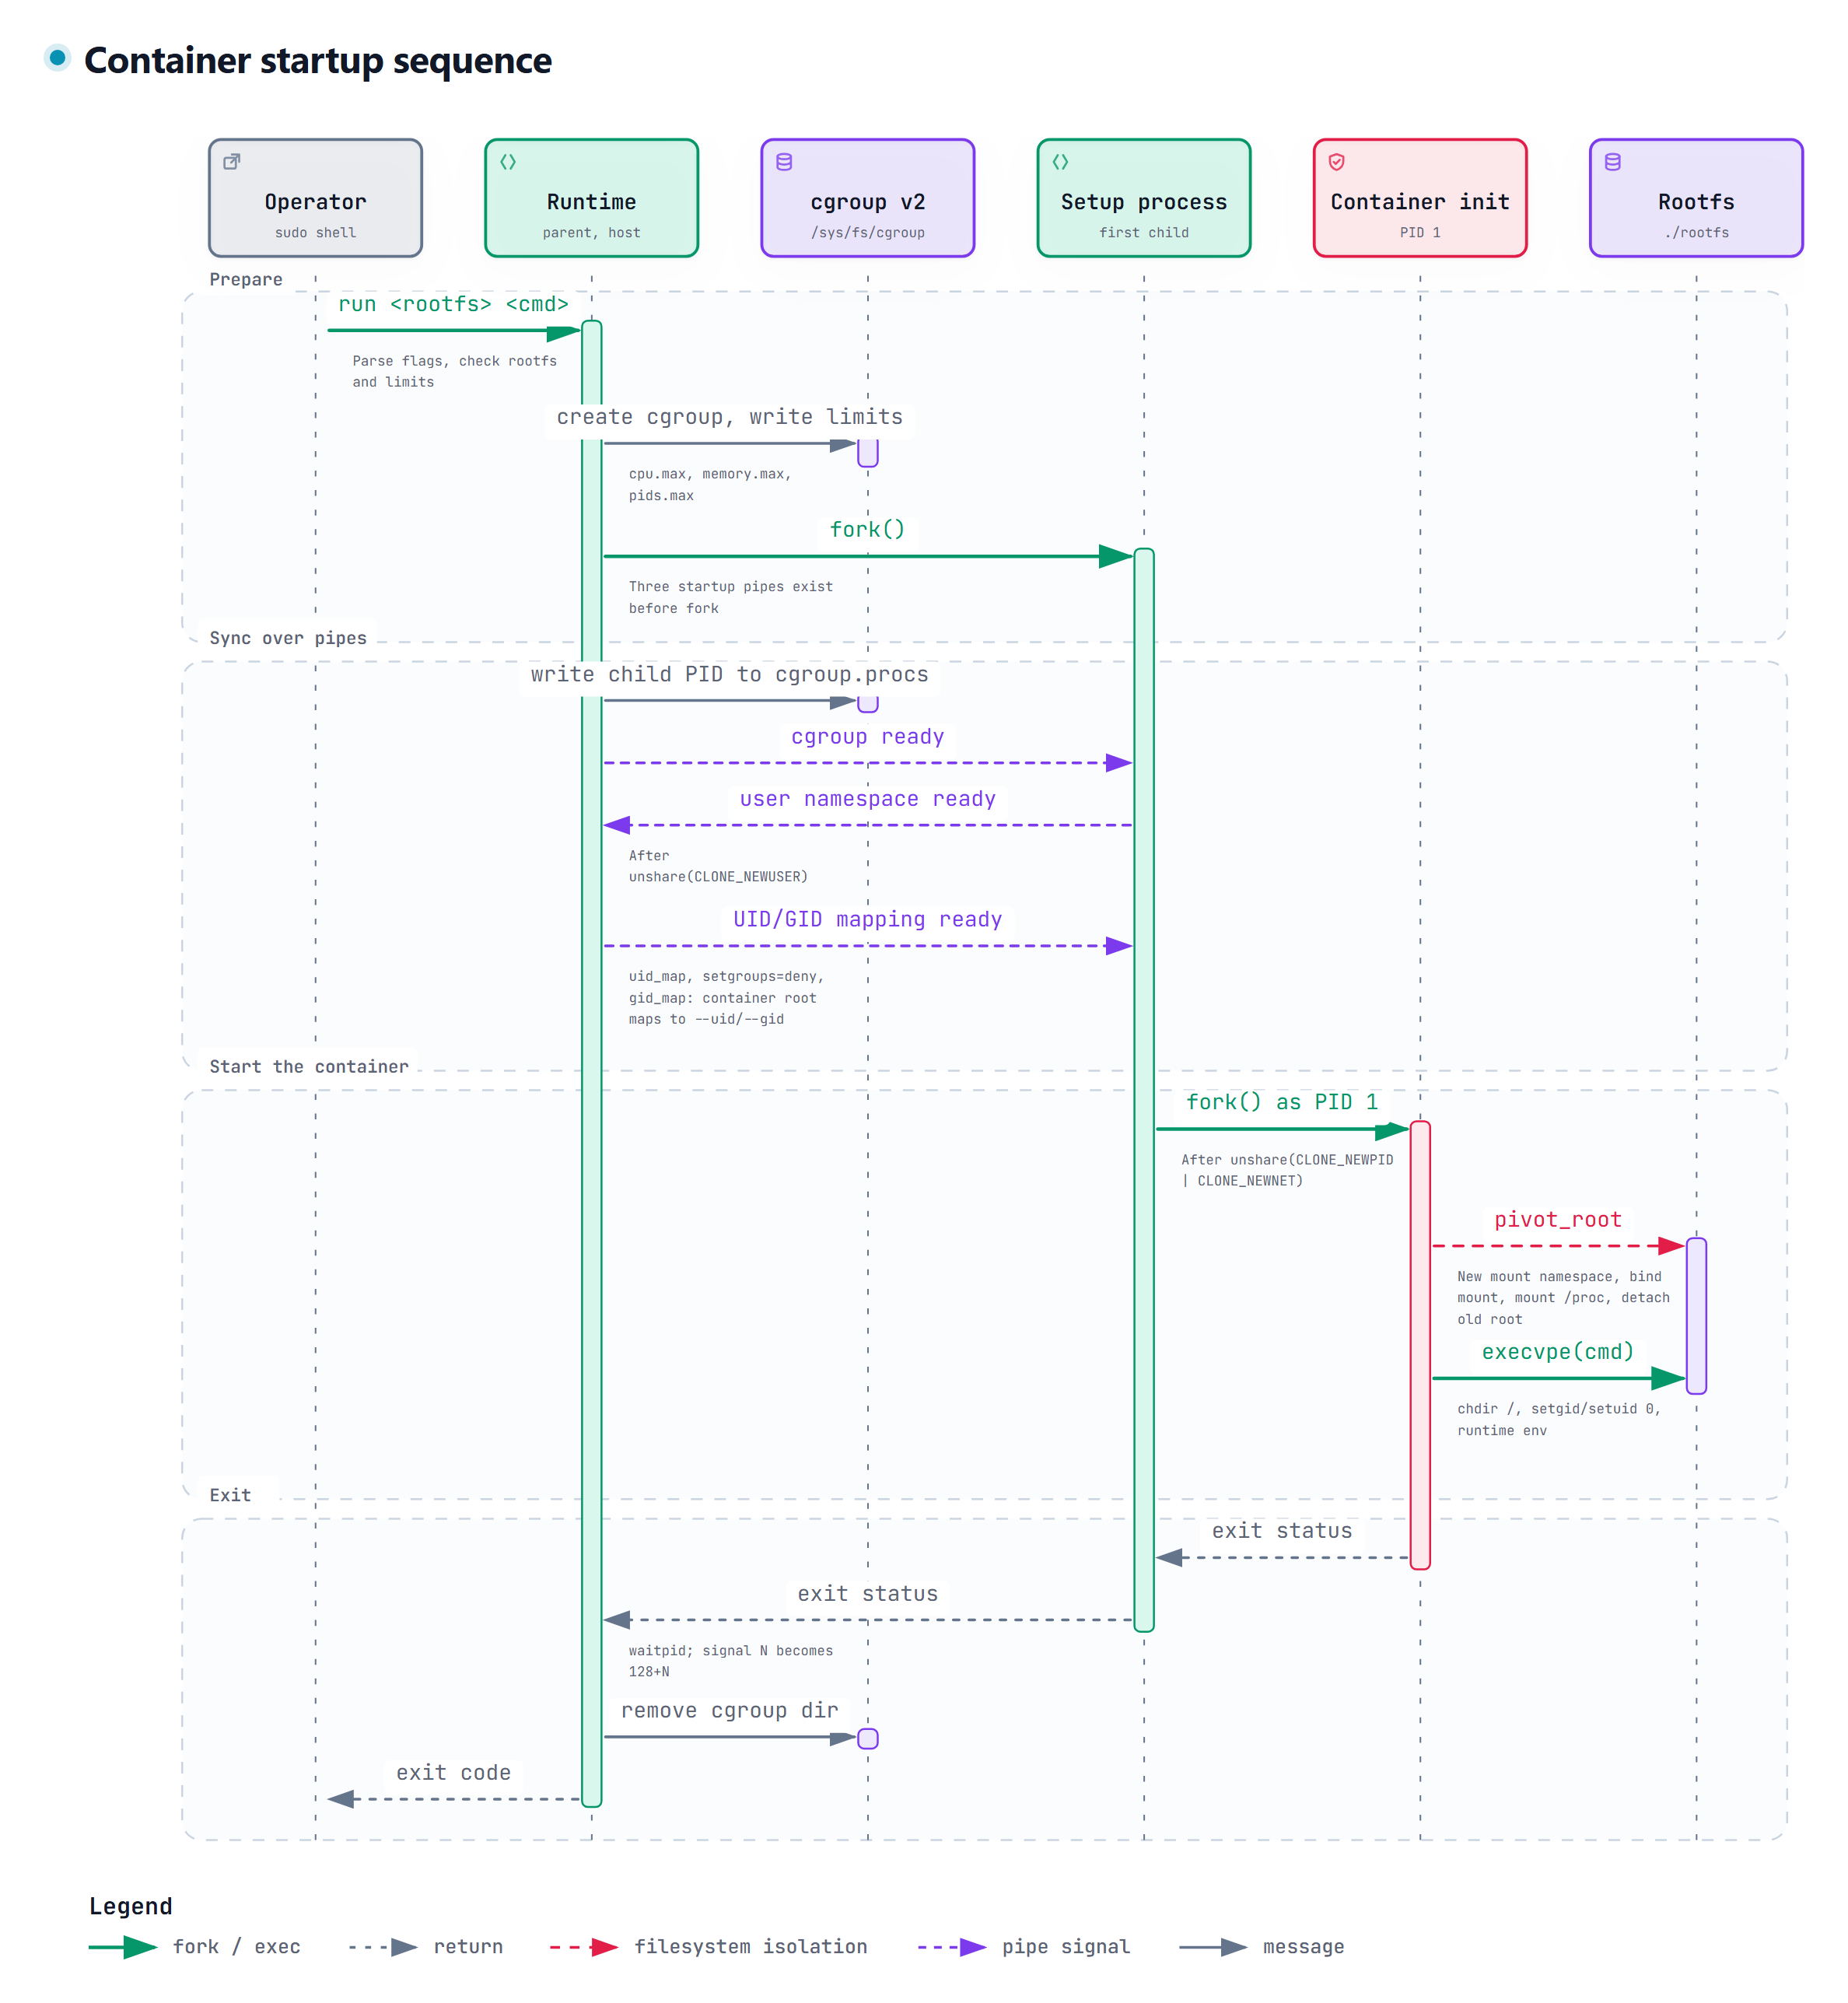 Container startup sequence
Operator
sudo shell
Runtime
parent, host
cgroup v2
/sys/fs/cgroup
Setup process
first child
Container init
PID 1
Rootfs
./rootfs
Prepare
run <rootfs> <cmd>
Parse flags, check rootfs
and limits
create cgroup, write limits
cpu.max, memory.max,
pids.max
fork()
Three startup pipes exist
before fork
Sync over pipes
write child PID to cgroup.procs
cgroup ready
user namespace ready
After
unshare(CLONE_NEWUSER)
UID/GID mapping ready
uid_map, setgroups=deny,
gid_map: container root
maps to --uid/--gid
Start the container
fork() as PID 1
After unshare(CLONE_NEWPID
| CLONE_NEWNET)
pivot_root
New mount namespace, bind
mount, mount /proc, detach
old root
execvpe(cmd)
chdir /, setgid/setuid 0,
runtime env
Exit
exit status
exit status
waitpid; signal N becomes
128+N
remove cgroup dir
exit code
Legend
fork / exec
return
filesystem isolation
pipe signal
message